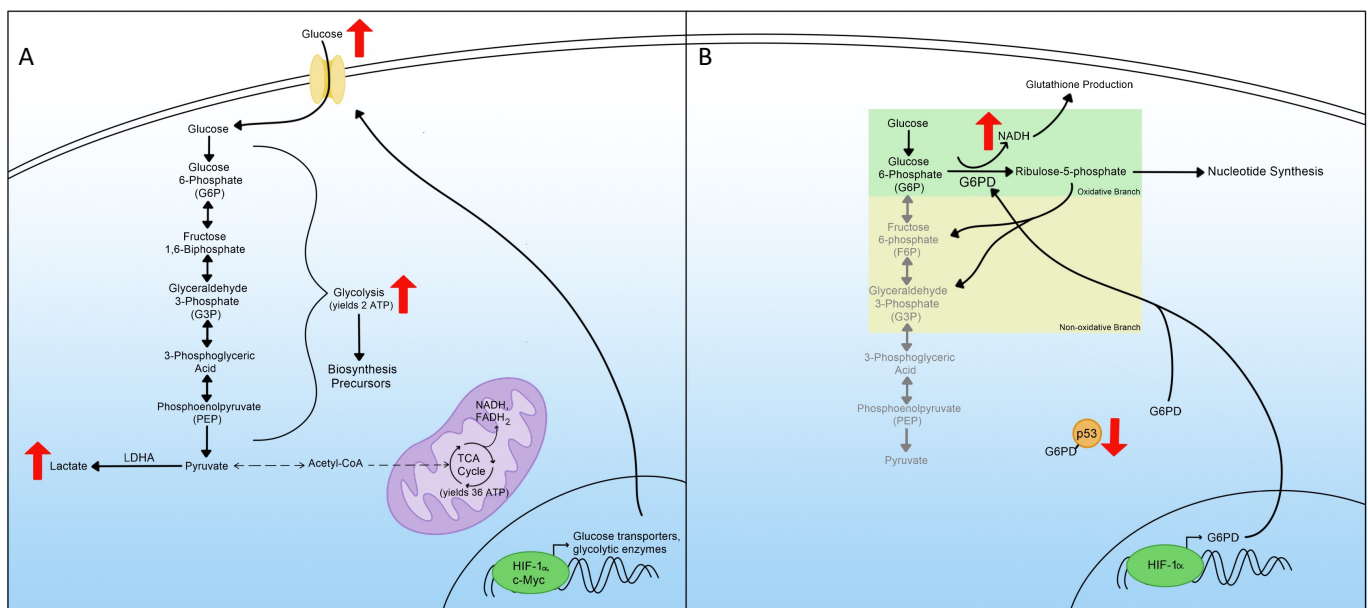 A
Glucose
Glucose
Glucose
6-Phosphate
(G6P)
Fructose
1,6-Biphosphate
Glyceraldehyde
3-Phosphate
(G3P)
3-Phosphoglyceric
Acid
Phosphoenolpyruvate
(PEP)
Lactate
LDHA
Pyruvate
Acetyl-CoA
Glycolysis
(yields 2 ATP)
Biosynthesis
Precursors
NADH,
FADH2
TCA
Cycle
(yields 36 ATP)
Glucose transporters,
glycolytic enzymes
HIF-1α,
c-Myc
B
Glutathione Production
Glucose
NADH
Glucose
6-Phosphate
(G6P)
G6PD
Ribulose-5-phosphate
Nucleotide Synthesis
Oxidative Branch
Fructose
6-phosphate
(F6P)
Glyceraldehyde
3-Phosphate
(G3P)
Non-oxidative Branch
3-Phosphoglyceric
Acid
Phosphoenolpyruvate
(PEP)
Pyruvate
G6PD
p53
G6PD
G6PD
HIF-1α